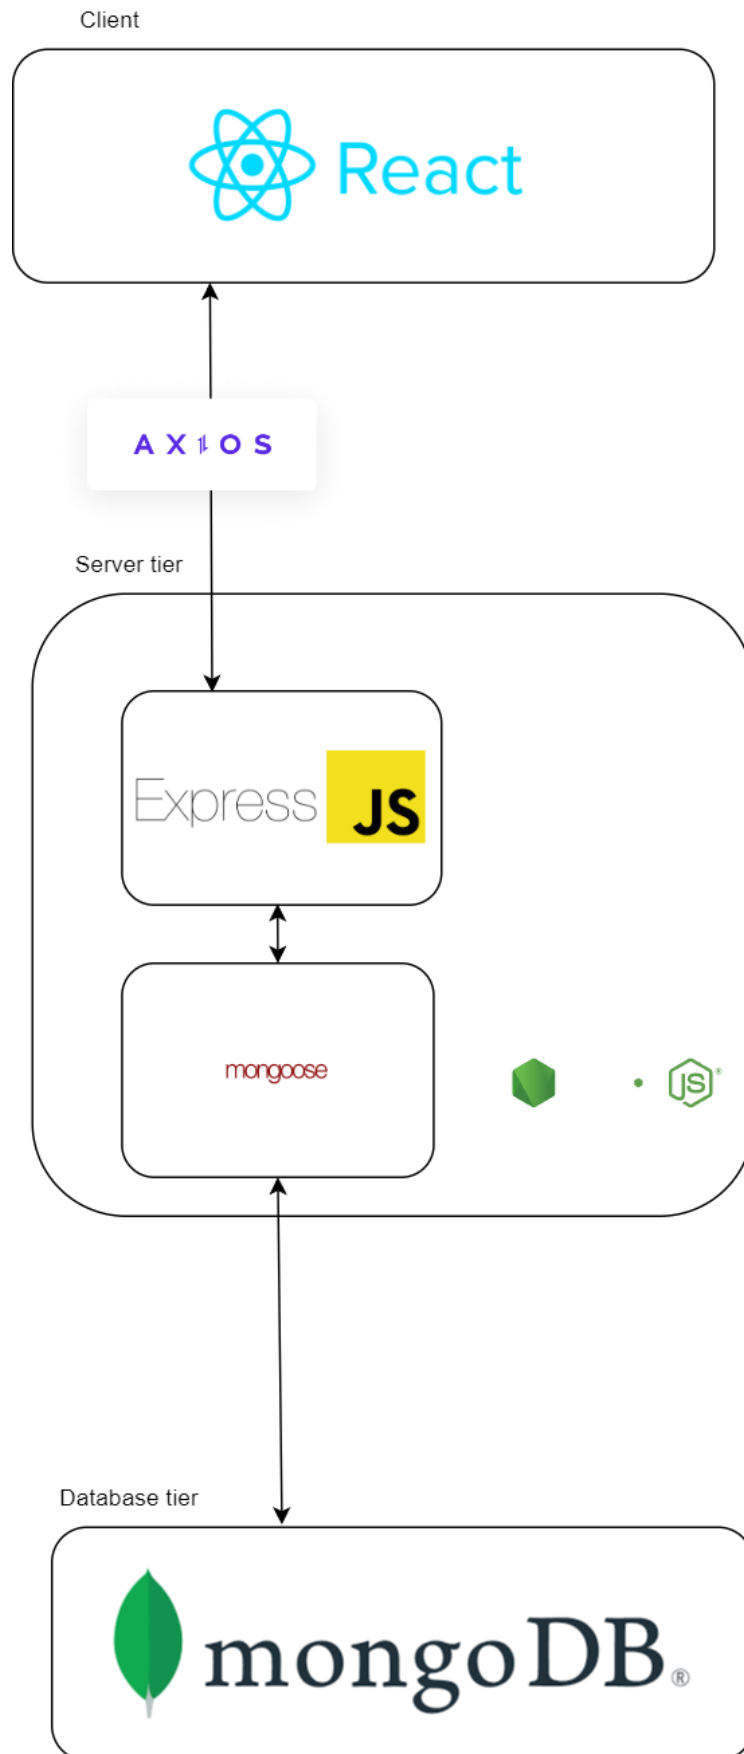 Client
React
AXIOS
Server tier
Express JS
mongoose
JS®
Database tier
mongoDB®